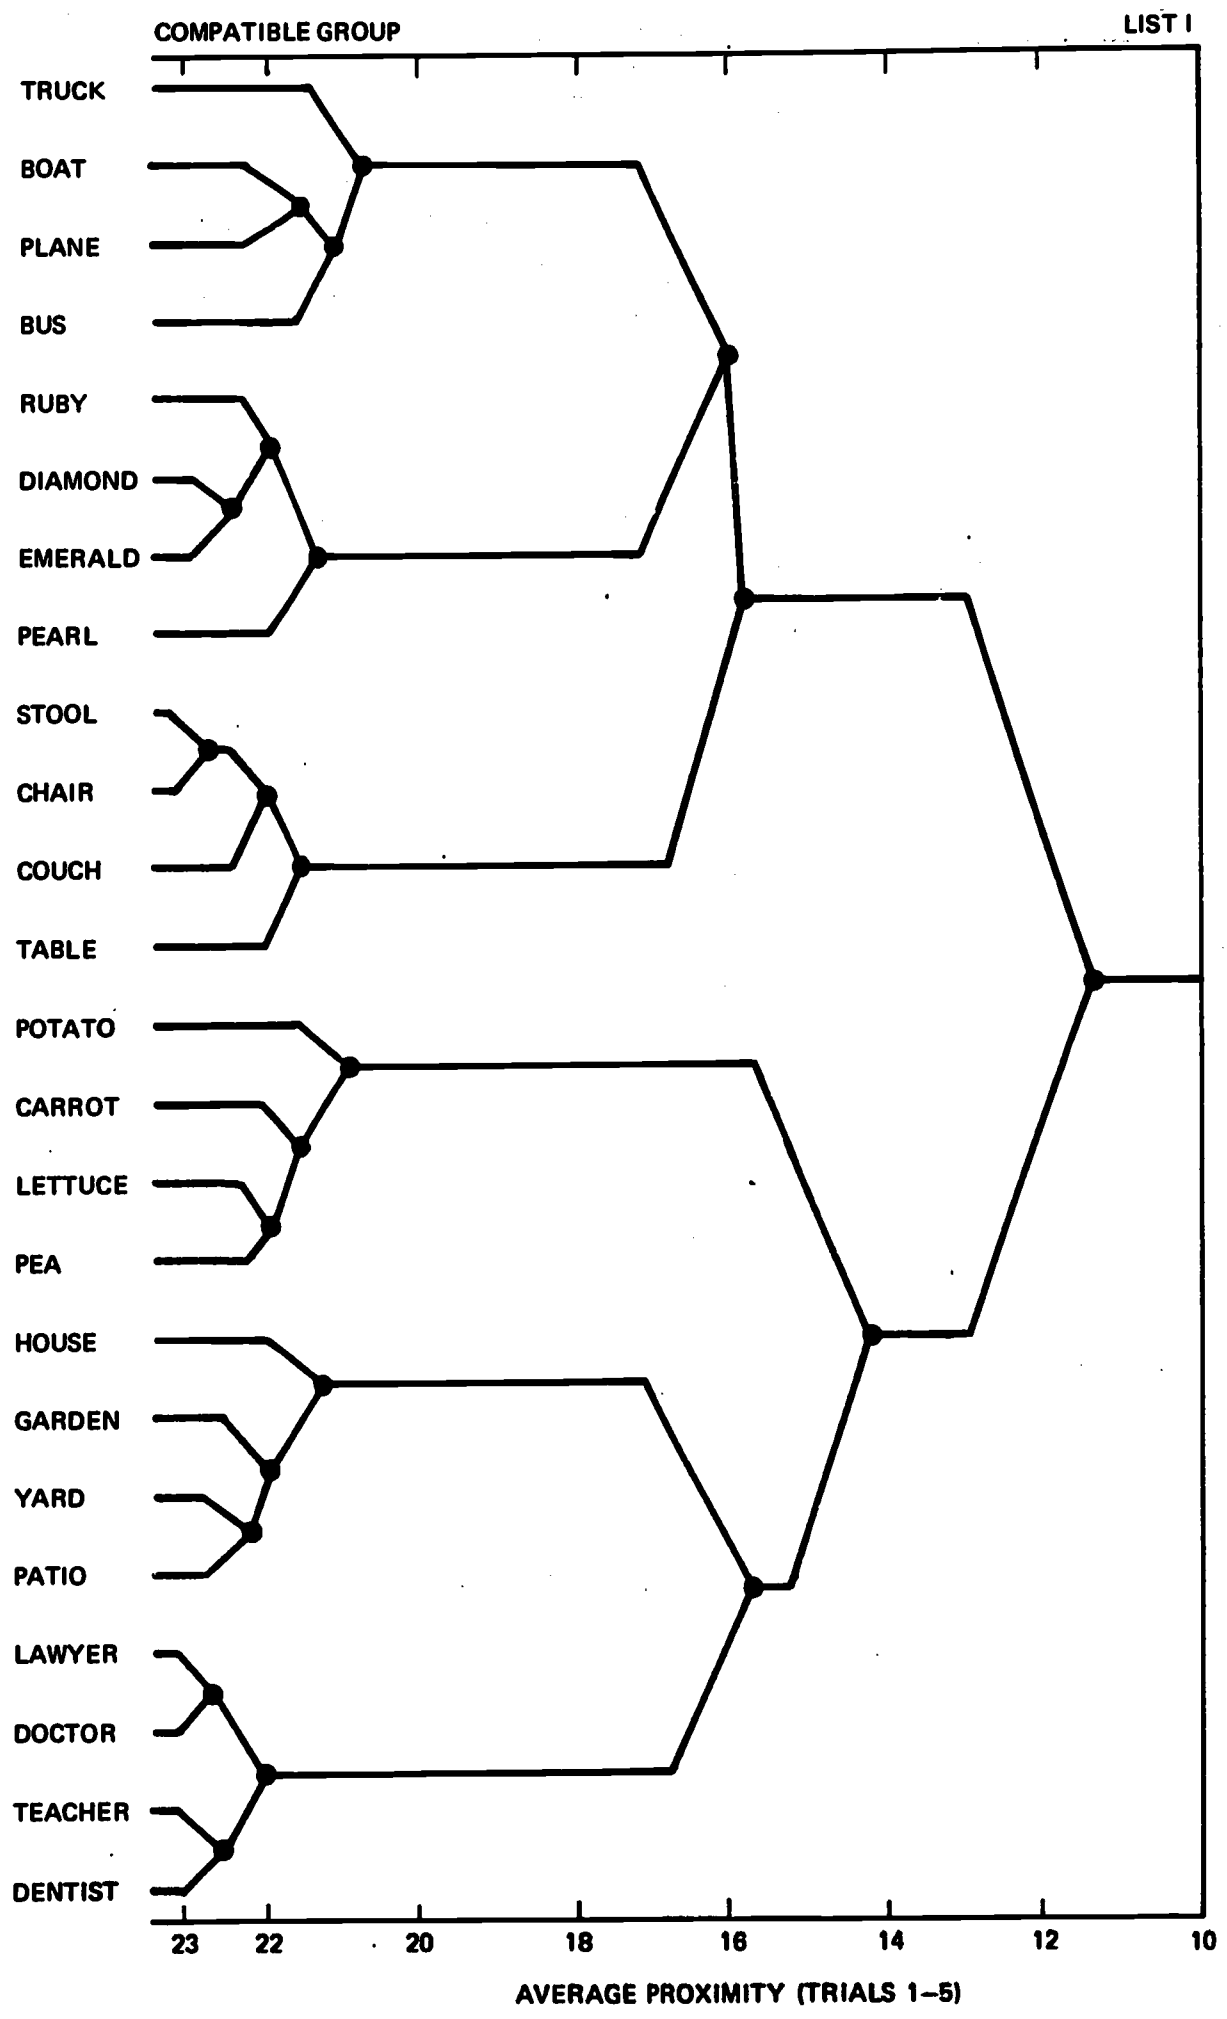 COMPATIBLE GROUP LIST I
TRUCK
BOAT
PLANE
BUS
RUBY
DIAMOND
EMERALD
PEARL
STOOL
CHAIR
COUCH
TABLE
POTATO
CARROT
LETTUCE
PEA
HOUSE
GARDEN
YARD
PATIO
LAWYER
DOCTOR
TEACHER
DENTIST
23 22 20 18 16 14 12 10
AVERAGE PROXIMITY (TRIALS 1–5)